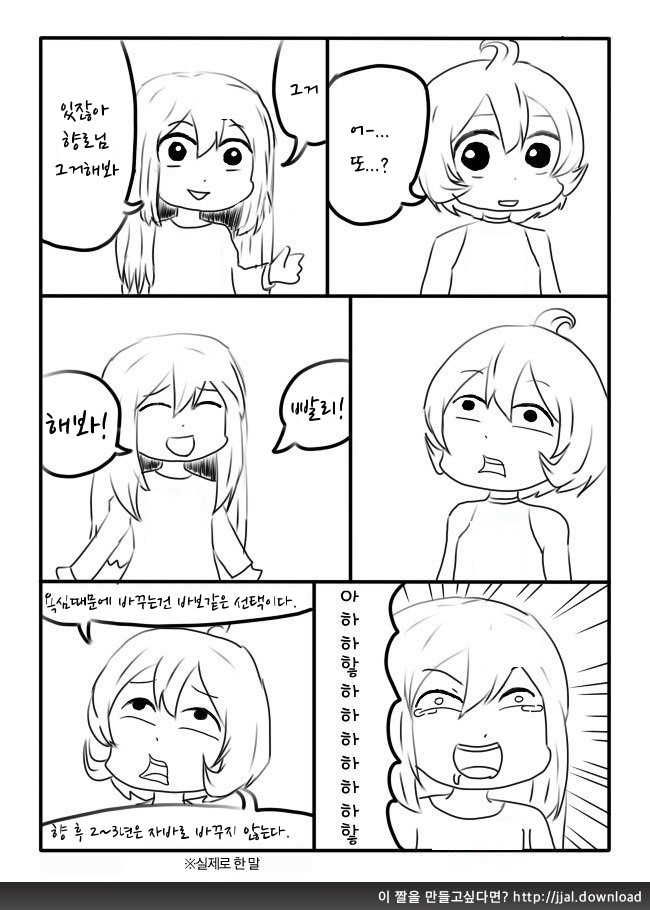 있잖아
향로님
그거해봐
그거
어-...
또...?
해봐!
빨리!
욕심때문에 바꾸는건 바보같은 선택이다.
향 후 2~3년은 자바로 바꾸지 않는다.
아
하
하
핳
하
하
하
하
하
하
핳
※실제로 한 말
이 짤을 만들고싶다면? http://jjal.download